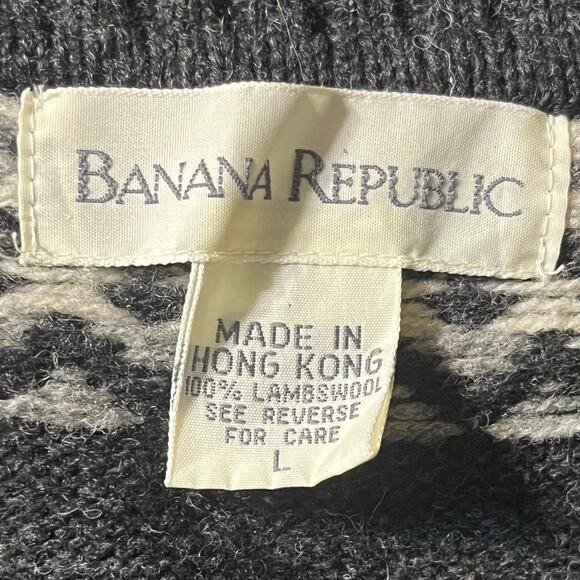 BANANA REPUBLIC
MADE IN
HONG KONG
100% LAMBSWOOL
SEE REVERSE
FOR CARE
L